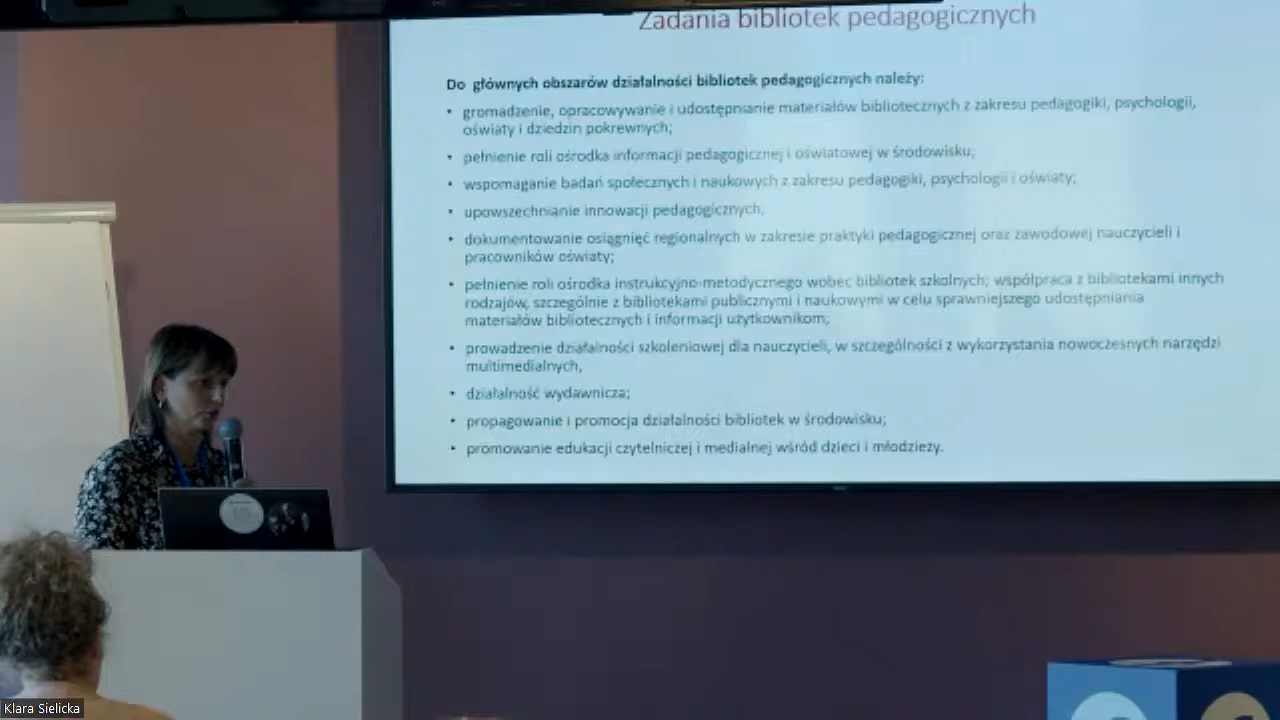 Zadania bibliotek pedagogicznych
Do głównych obszarów działalności bibliotek pedagogicznych należy:
• gromadzenie, opracowywanie i udostępnianie materiałów bibliotecznych z zakresu pedagogiki, psychologii,
oświaty i dziedzin pokrewnych;
• pełnienie roli ośrodka informacji pedagogicznej i oświatowej w środowisku;
• wspomaganie badań społecznych i naukowych z zakresu pedagogiki, psychologii i oświaty;
• upowszechnianie innowacji pedagogicznych;
• dokumentowanie osiągnięć regionalnych w zakresie praktyki pedagogicznej oraz zawodowej nauczycieli i
pracowników oświaty;
• pełnienie roli ośrodka instrukcyjno-metodycznego wobec bibliotek szkolnych; współpraca z bibliotekami innych
rodzajów, szczególnie z bibliotekami publicznymi i naukowymi w celu sprawniejszego udostępniania
materiałów bibliotecznych i informacji użytkownikom;
• prowadzenie działalności szkoleniowej dla nauczycieli, w szczególności z wykorzystania nowoczesnych narzędzi
multimedialnych,
• działalność wydawnicza;
• propagowanie i promocja działalności bibliotek w środowisku;
• promowanie edukacji czytelniczej i medialnej wśród dzieci i młodzieży.
Klara Sielicka